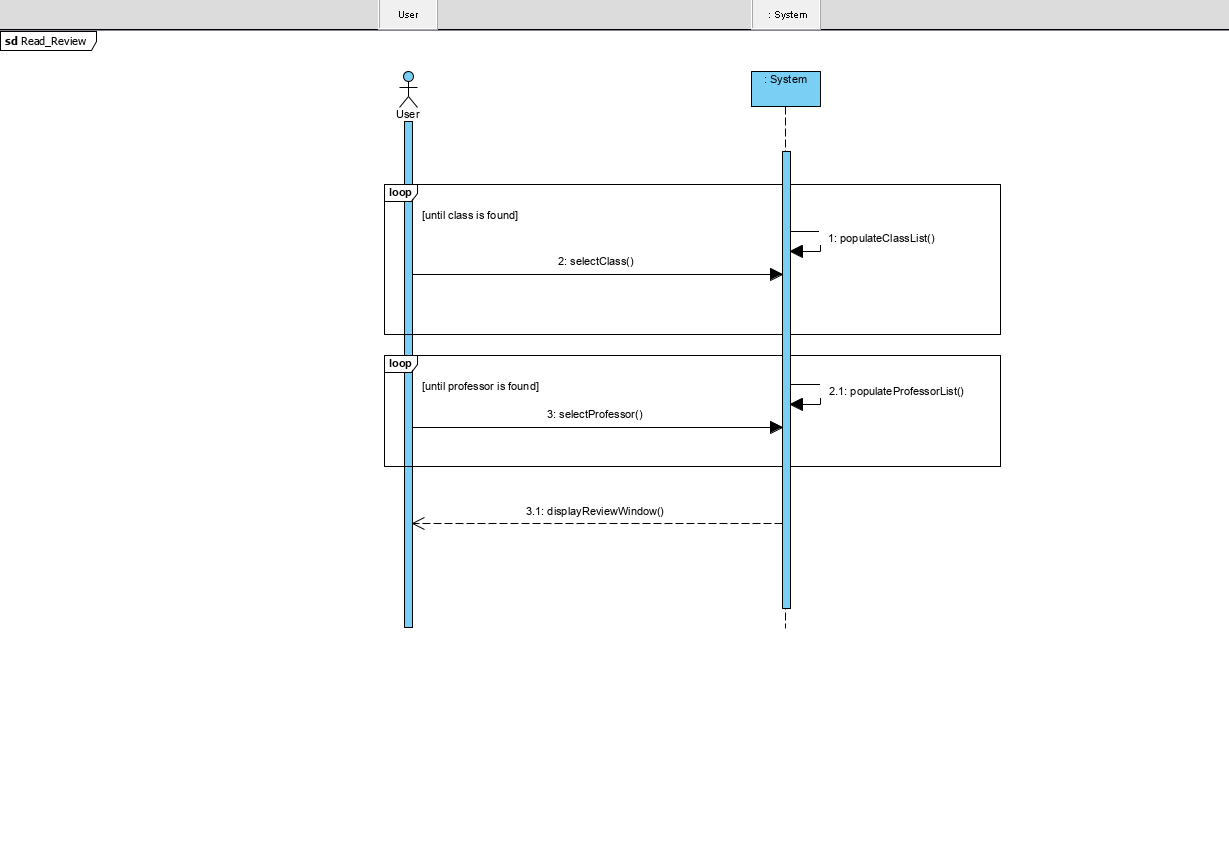 User
: System
sd Read_Review
: System
User
loop
[until class is found]
1: populateClassList()
2: selectClass()
loop
[until professor is found]
2.1: populateProfessorList()
3: selectProfessor()
3.1: displayReviewWindow()